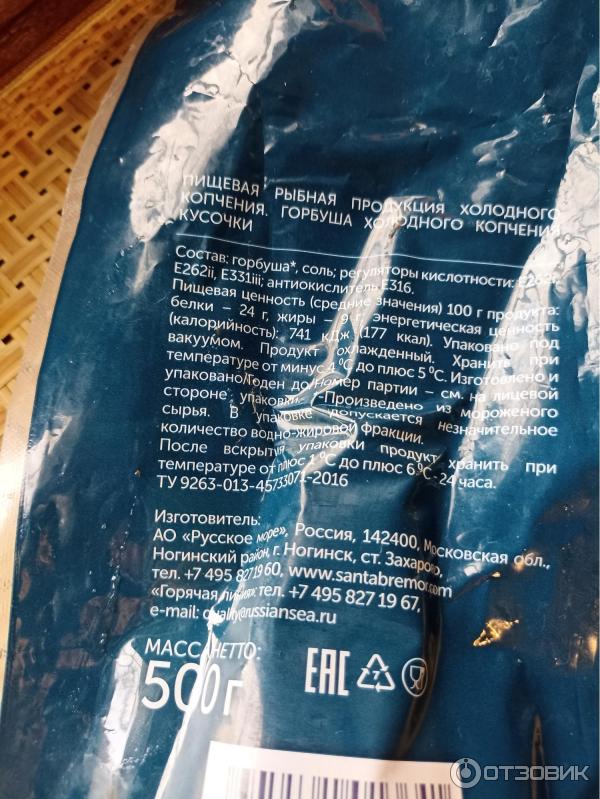 ПИЩЕВАЯ РЫБНАЯ ПРОДУКЦИЯ ХОЛОДНОГО
КОПЧЕНИЯ. ГОРБУША ХОЛОДНОГО КОПЧЕНИЯ
КУСОЧКИ
Состав: горбуша*, соль; регуляторы кислотности: E262i,
E262ii, E331iii; антиокислитель E316.
Пищевая ценность (средние значения) 100 г продукта:
белки – 24 г, жиры – 9 г; энергетическая ценность
(калорийность): 741 кДж (177 ккал). Упаковано под
вакуумом. Продукт охлажденный. Хранить при
температуре от минус 4 °C до плюс 5 °C. Изготовлено и
упаковано/Годен до/Номер партии – см. на лицевой
стороне упаковки. *Произведено из мороженого
сырья. В упаковке допускается незначительное
количество водно-жировой фракции.
После вскрытия упаковки продукт хранить при
температуре от плюс 1 °C до плюс 6 °C 24 часа.
ТУ 9263-013-45733071-2016
Изготовитель:
АО «Русское море», Россия, 142400, Московская обл.,
Ногинский район, г. Ногинск, ст. Захарово,
тел. +7 495 827 19 60, www.santabremor.com
«Горячая линия»: тел. +7 495 827 19 67,
e-mail: quality@russiansea.ru
МАССА НЕТТО:
500 г
EAC
ОТЗОВИК